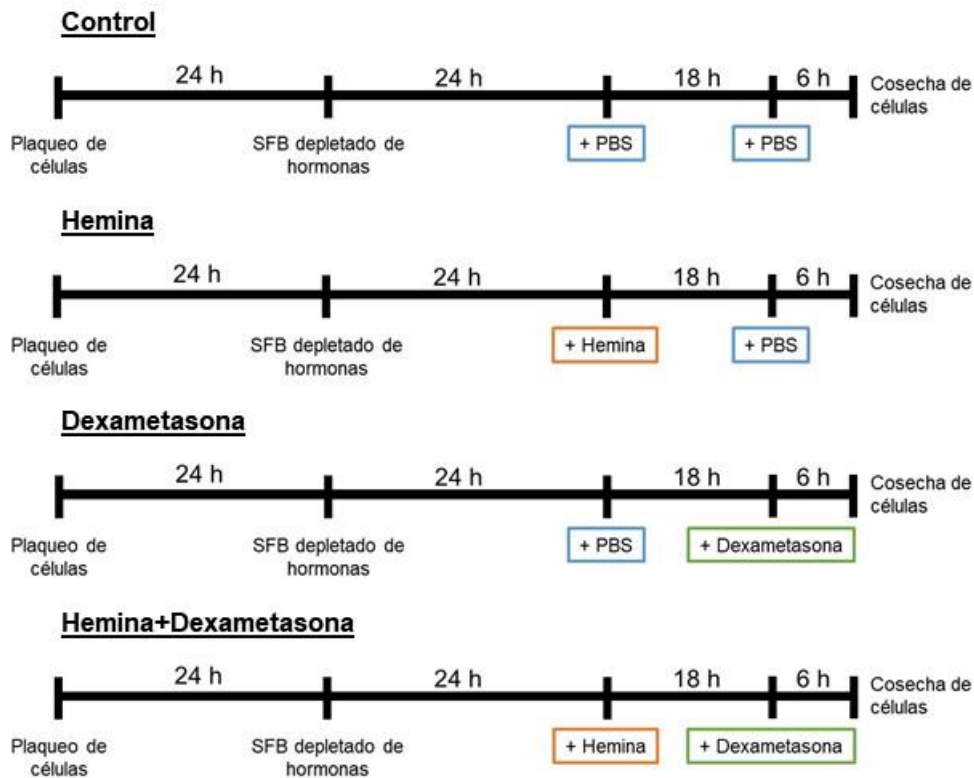 Control
24 h 24 h 18 h 6 h Cosecha de
células
Plaqueo de SFB depletado de + PBS + PBS
células hormonas
Hemina
24 h 24 h 18 h 6 h Cosecha de
células
Plaqueo de SFB depletado de + Hemina + PBS
células hormonas
Dexametasona
24 h 24 h 18 h 6 h Cosecha de
células
Plaqueo de SFB depletado de + PBS + Dexametasona
células hormonas
Hemina+Dexametasona
24 h 24 h 18 h 6 h Cosecha de
células
Plaqueo de SFB depletado de + Hemina + Dexametasona
células hormonas